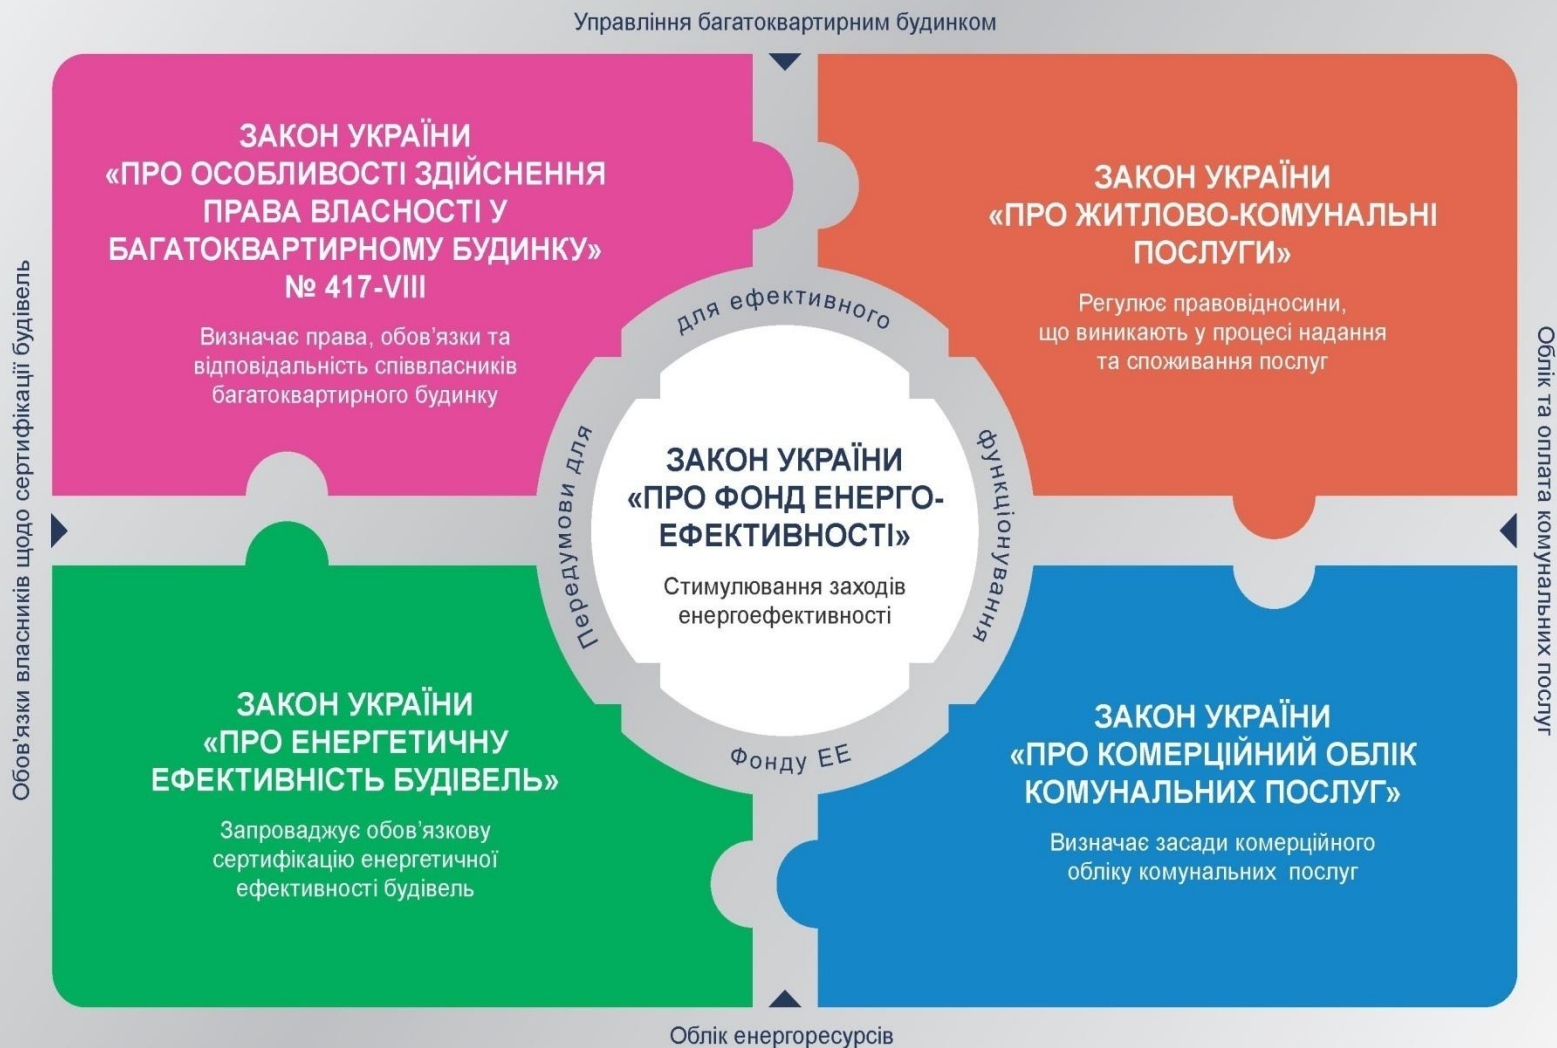 Управління багатоквартирним будинком
ЗАКОН УКРАЇНИ
«ПРО ОСОБЛИВОСТІ ЗДІЙСНЕННЯ
ПРАВА ВЛАСНОСТІ У
БАГАТОКВАРТИРНОМУ БУДИНКУ»
№ 417-VIII
Визначає права, обов’язки та
відповідальність співвласників
багатоквартирного будинку
ЗАКОН УКРАЇНИ
«ПРО ЖИТЛОВО-КОМУНАЛЬНІ
ПОСЛУГИ»
Регулює правовідносини,
що виникають у процесі надання
та споживання послуг
Обов'язки власників щодо сертифікації будівель
Передумови для
для ефективного
функціонування
Фонду ЕЕ
ЗАКОН УКРАЇНИ
«ПРО ФОНД ЕНЕРГО-
ЕФЕКТИВНОСТІ»
Стимулювання заходів
енергоефективності
Облік та оплата комунальних послуг
ЗАКОН УКРАЇНИ
«ПРО ЕНЕРГЕТИЧНУ
ЕФЕКТИВНІСТЬ БУДІВЕЛЬ»
Запроваджує обов’язкову
сертифікацію енергетичної
ефективності будівель
ЗАКОН УКРАЇНИ
«ПРО КОМЕРЦІЙНИЙ ОБЛІК
КОМУНАЛЬНИХ ПОСЛУГ»
Визначає засади комерційного
обліку комунальних послуг
Облік енергоресурсів